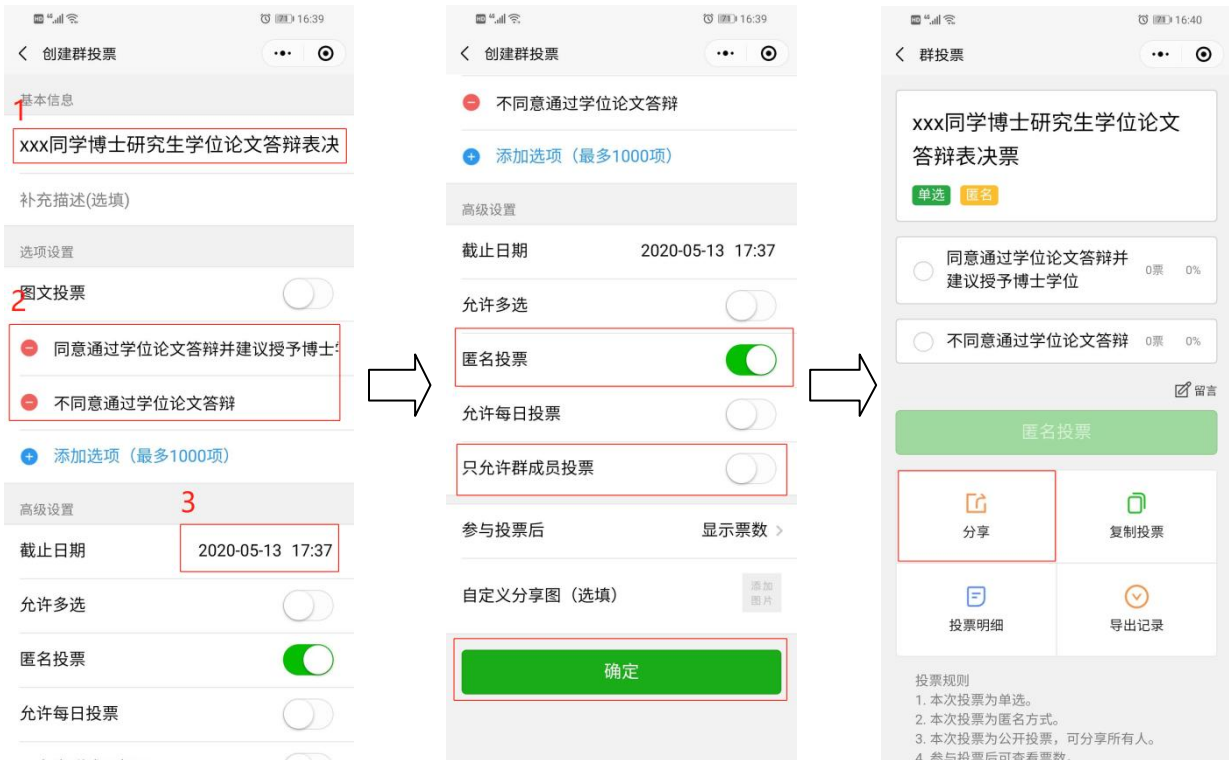 HD 4G 16:39
创建群投票
1
基本信息
xxx同学博士研究生学位论文答辩表决
补充描述(选填)
选项设置
2
图文投票
同意通过学位论文答辩并建议授予博士
不同意通过学位论文答辩
添加选项（最多1000项）
3
高级设置
截止日期 2020-05-13 17:37
允许多选
匿名投票
允许每日投票
HD 16:39
创建群投票
不同意通过学位论文答辩
添加选项（最多1000项）
高级设置
截止日期 2020-05-13 17:37
允许多选
匿名投票
允许每日投票
只允许群成员投票
参与投票后 显示票数
自定义分享图（选填）
添加
图片
确定
HD 16:40
群投票
xxx同学博士研究生学位论文
答辩表决票
单选 匿名
同意通过学位论文答辩并
建议授予博士学位
0票 0%
不同意通过学位论文答辩 0票 0%
留言
匿名投票
分享 复制投票
投票明细 导出记录
投票规则
1. 本次投票为单选。
2. 本次投票为匿名方式。
3. 本次投票为公开投票，可分享所有人。
4. 参与投票后可查看票数。